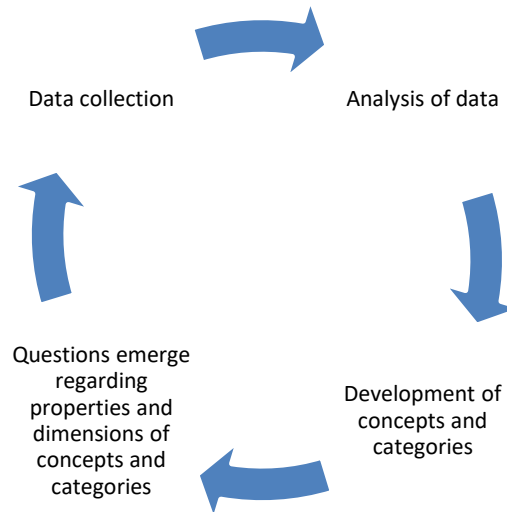 Data collection
Analysis of data
Development of
concepts and
categories
Questions emerge
regarding
properties and
dimensions of
concepts and
categories